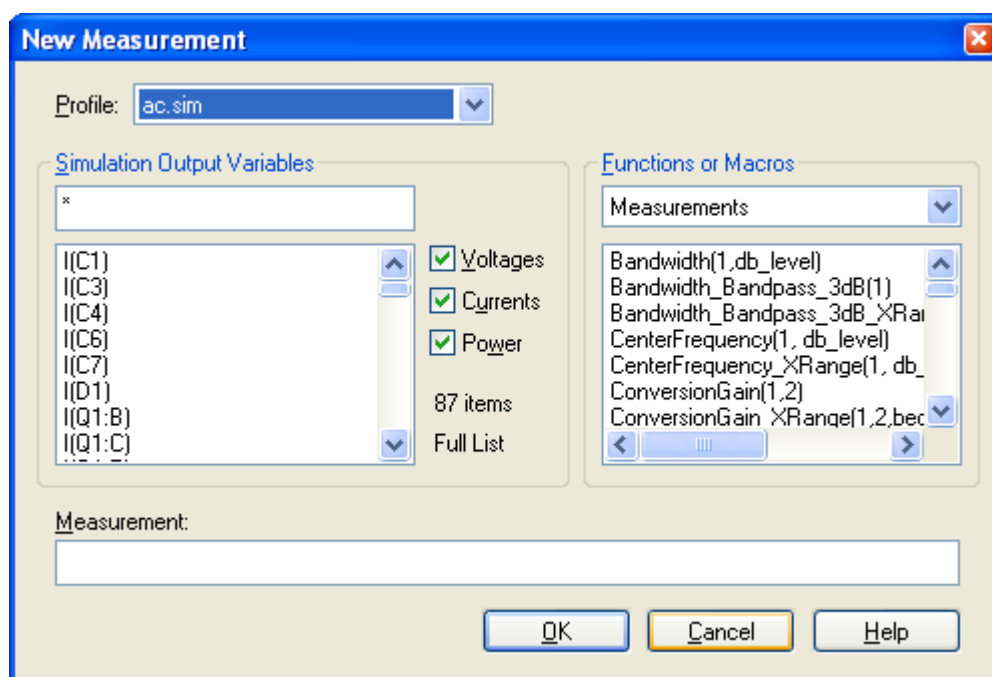 New Measurement
Profile: ac.sim
Simulation Output Variables
*
I(C1)
I(C3)
I(C4)
I(C6)
I(C7)
I(D1)
I(Q1:B)
I(Q1:C)
Voltages
Currents
Power
87 items
Full List
Functions or Macros
Measurements
Bandwidth(1,db_level)
Bandwidth_Bandpass_3dB(1)
Bandwidth_Bandpass_3dB_XRa
CenterFrequency(1, db_level)
CenterFrequency_XRange(1, db_
ConversionGain(1,2)
ConversionGain_XRange(1,2,beg
Measurement:
OK Cancel Help